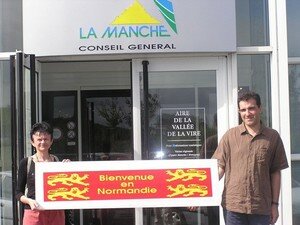 LA MANCHE
CONSEIL GENERAL
AIRE
DE LA
VALLÉE
DE LA VIRE
Bienvenue
en
Normandie